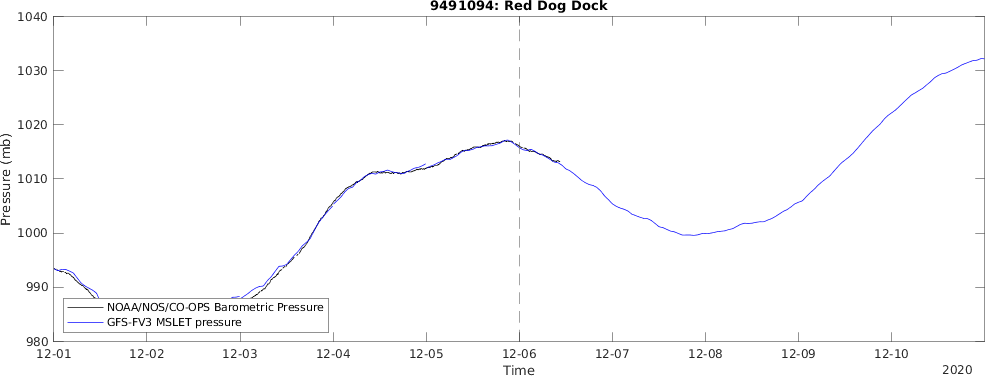 9491094: Red Dog Dock
1040
1030
1020
1010
1000
990
980
Pressure (mb)
NOAA/NOS/CO-OPS Barometric Pressure
GFS-FV3 MSLET pressure
12-01 12-02 12-03 12-04 12-05 12-06 12-07 12-08 12-09 12-10
Time
2020